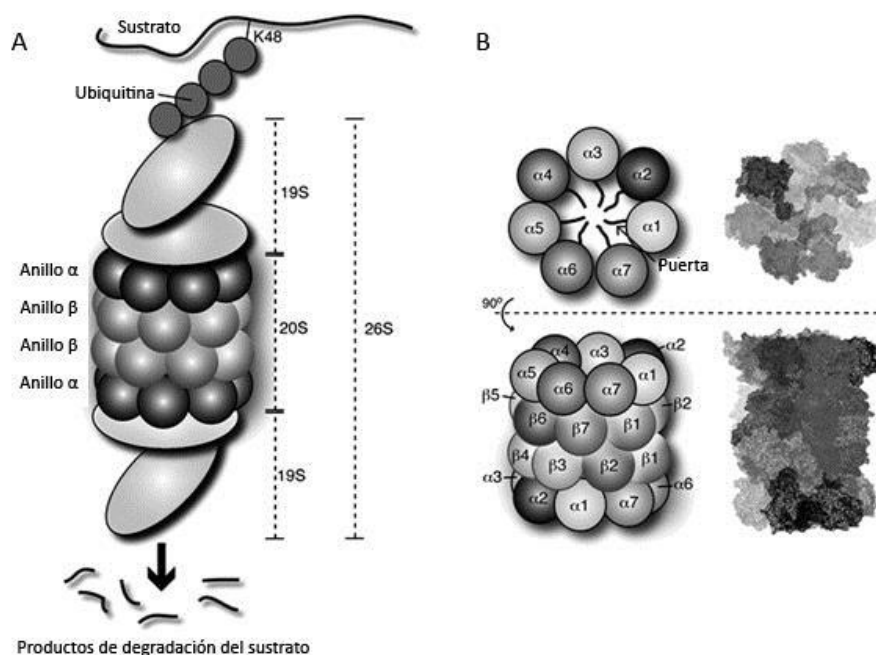 A
Sustrato
K48
Ubiquitina
19S
Anillo α
Anillo β
Anillo β
Anillo α
20S
26S
19S
Productos de degradación del sustrato
B
α3
α4
α2
α5
α1
α6
α7
Puerta
90º
α4
α3
α2
α5
α6
α7
α1
β5
β2
β6
β7
β1
β4
β3
β2
β1
α3
α6
α2
α1
α7